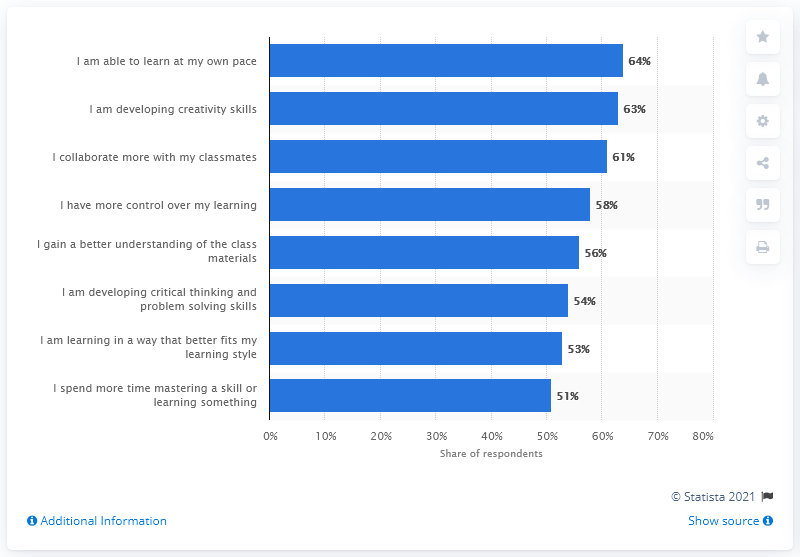 I am able to learn at my own pace
64%
I am developing creativity skills
63%
I collaborate more with my classmates
61%
I have more control over my learning
58%
I gain a better understanding of the class
materials
56%
I am developing critical thinking and
problem solving skills
54%
I am learning in a way that better fits my
learning style
53%
I spend more time mastering a skill or
learning something
51%
0% 10% 20% 30% 40% 50% 60% 70% 80%
Share of respondents
© Statista 2021
Additional Information
Show source